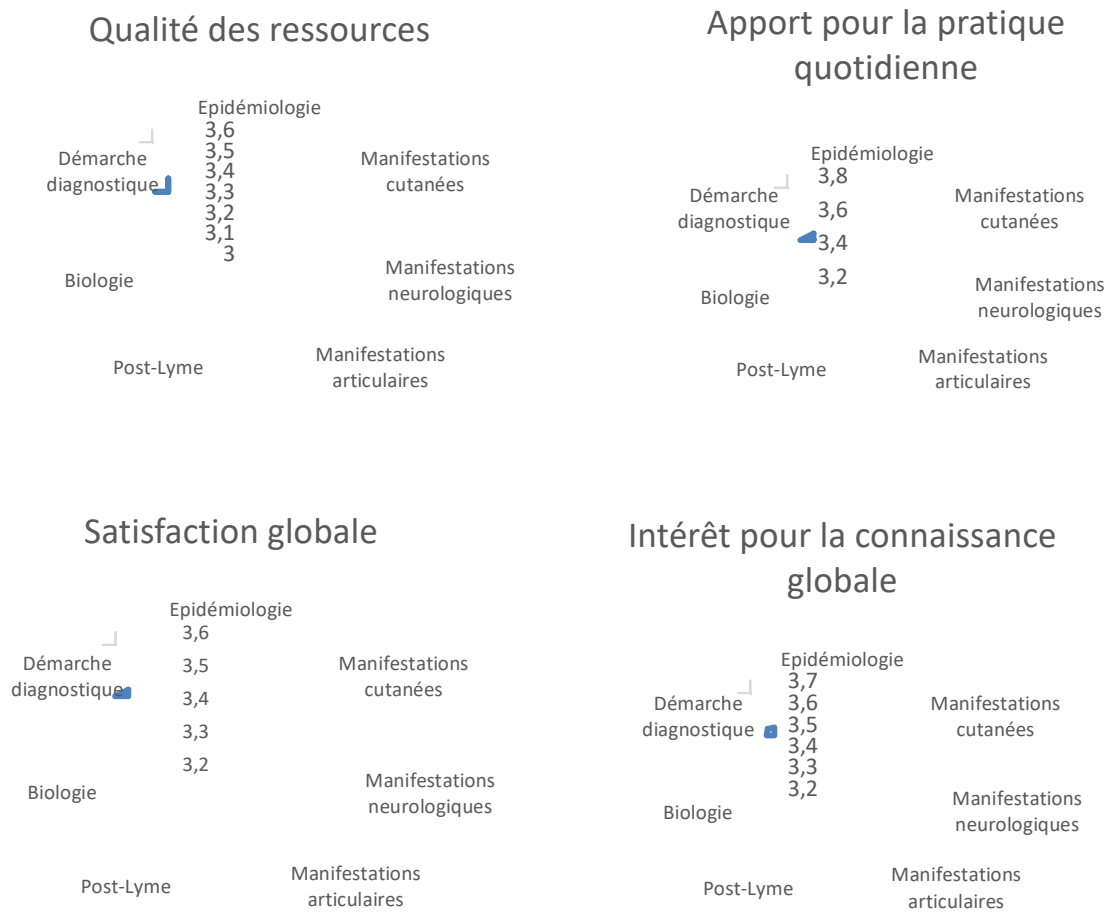 Qualité des ressources
Epidémiologie
3,6
3,5
3,4
3,3
3,2
3,1
3
Démarche
diagnostique
Manifestations
cutanées
Biologie
Manifestations
neurologiques
Post-Lyme
Manifestations
articulaires
Apport pour la pratique
quotidienne
Epidémiologie
3,8
3,6
3,4
3,2
Démarche
diagnostique
Manifestations
cutanées
Biologie
Manifestations
neurologiques
Post-Lyme
Manifestations
articulaires
Satisfaction globale
Epidémiologie
3,6
3,5
3,4
3,3
3,2
Démarche
diagnostique
Manifestations
cutanées
Biologie
Manifestations
neurologiques
Post-Lyme
Manifestations
articulaires
Intérêt pour la connaissance
globale
Epidémiologie
3,7
3,6
3,5
3,4
3,3
3,2
Démarche
diagnostique
Manifestations
cutanées
Biologie
Manifestations
neurologiques
Post-Lyme
Manifestations
articulaires